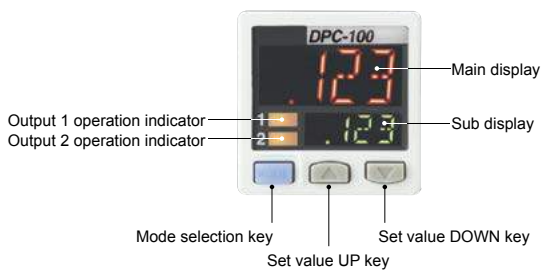 DPC-100
.123
Main display
Output 1 operation indicator
1
Sub display
.123
Output 2 operation indicator
2
Mode selection key
Set value DOWN key
Set value UP key